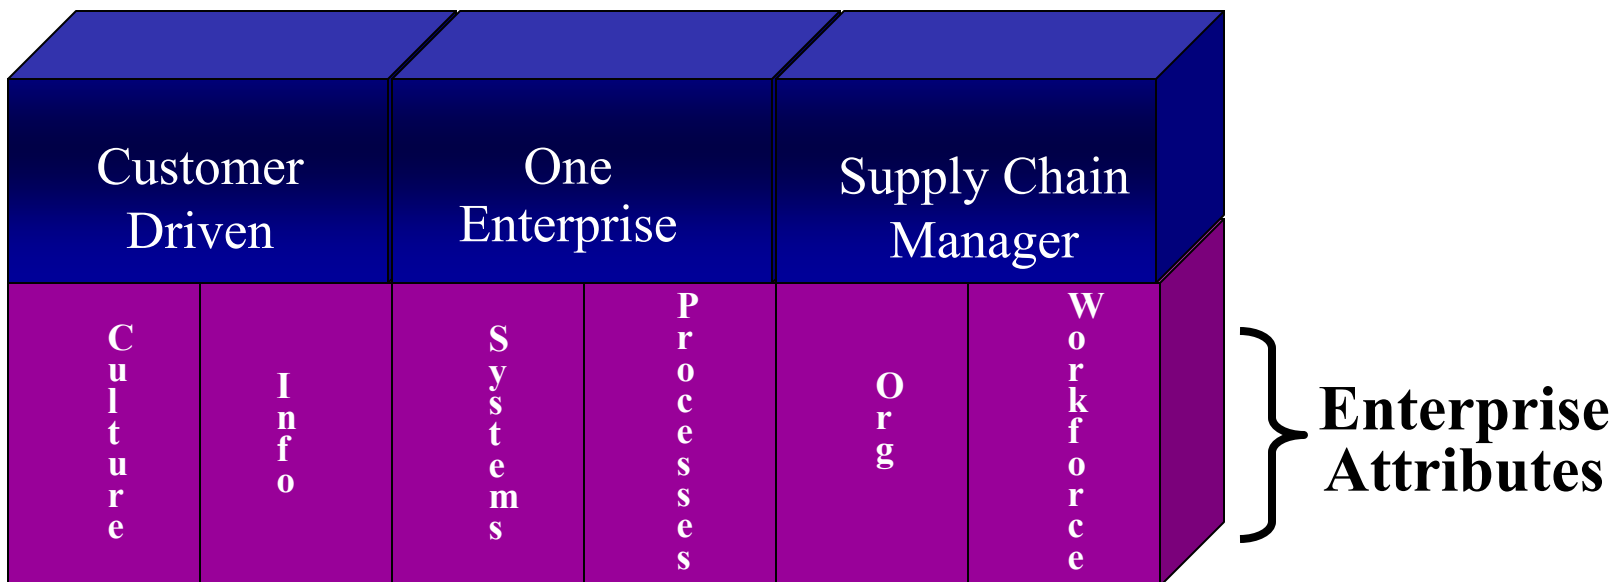 Customer
Driven
One
Enterprise
Supply Chain
Manager
Culture
Info
Systems
Processes
Org
Workforce
Enterprise
Attributes